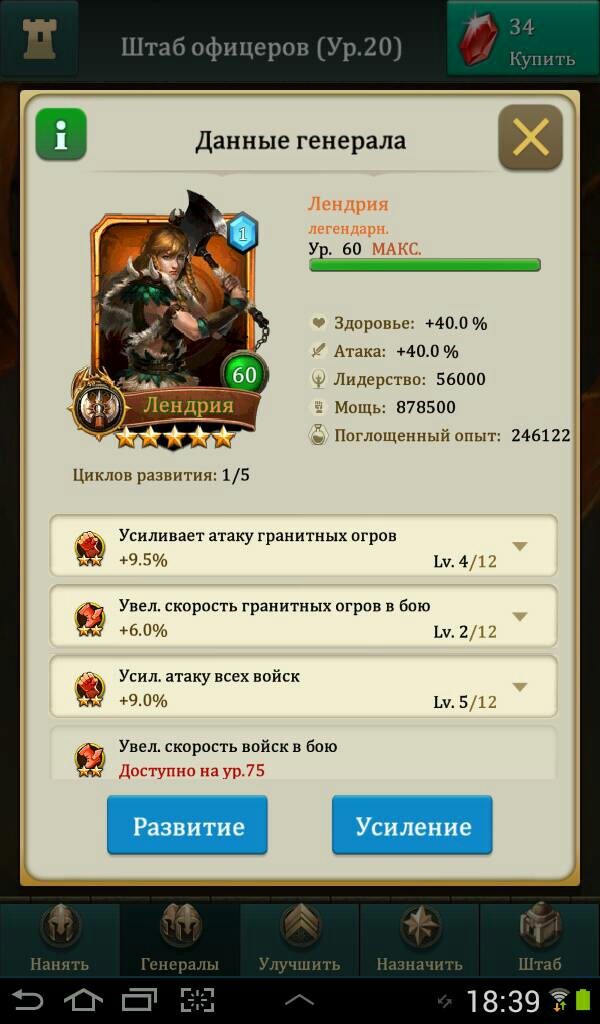 Штаб офицеров (Ур.20)
34
Купить
i
Данные генерала
Лендрия
легендарн.
Ур. 60 МАКС.
1
Здоровье: +40.0 %
Атака: +40.0 %
60
Лидерство: 56000
Лендрия
Мощь: 878500
Поглощенный опыт: 246122
Циклов развития: 1/5
Усиливает атаку гранитных огров
+9.5%
Lv. 4/12
Увел. скорость гранитных огров в бою
+6.0%
Lv. 2/12
Усил. атаку всех войск
+9.0%
Lv. 5/12
Увел. скорость войск в бою
Доступно на ур.75
Развитие
Усиление
Нанять
Генералы
Улучшить
Назначить
Штаб
18:39